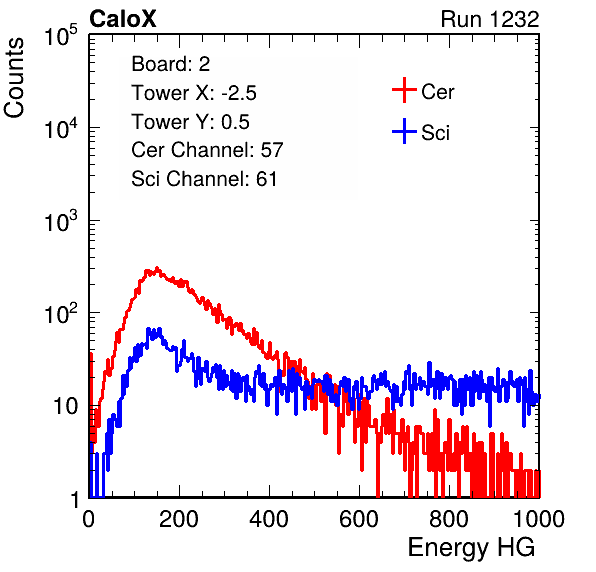 CaloX Run 1232
Counts
Board: 2
Tower X: -2.5
Tower Y: 0.5
Cer Channel: 57
Sci Channel: 61
Cer
Sci
10^5
10^4
10^3
10^2
10
1
0 200 400 600 800 1000
Energy HG